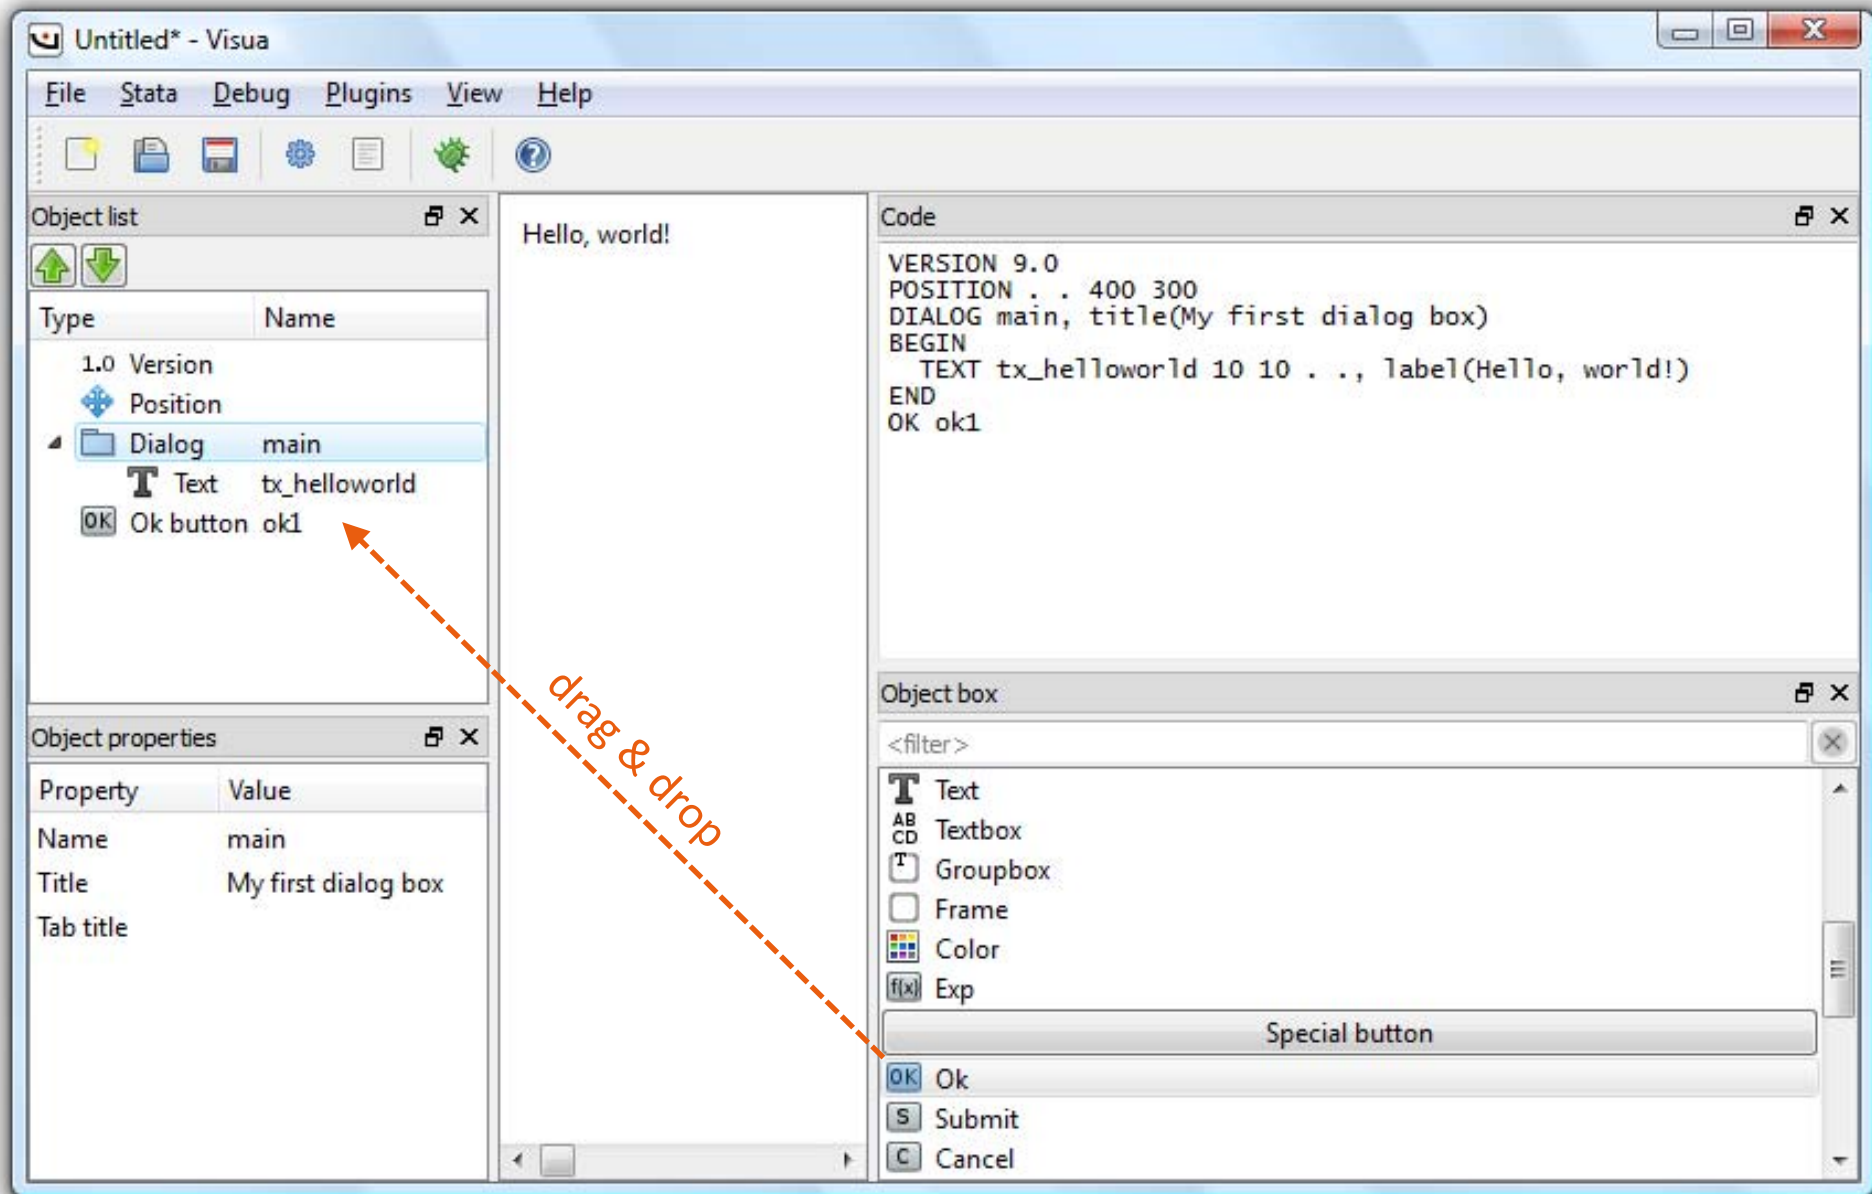 Untitled* - Visua
File Stata Debug Plugins View Help
Object list
Type Name
1.0 Version
Position
Dialog main
T Text tx_helloworld
OK Ok button ok1
Object properties
Property Value
Name main
Title My first dialog box
Tab title
Hello, world!
drag & drop
Code
VERSION 9.0
POSITION . . 400 300
DIALOG main, title(My first dialog box)
BEGIN
TEXT tx_helloworld 10 10 . ., label(Hello, world!)
END
OK ok1
Object box
<filter>
T Text
AB
CD Textbox
T Groupbox
Frame
Color
f(x) Exp
Special button
OK Ok
S Submit
C Cancel